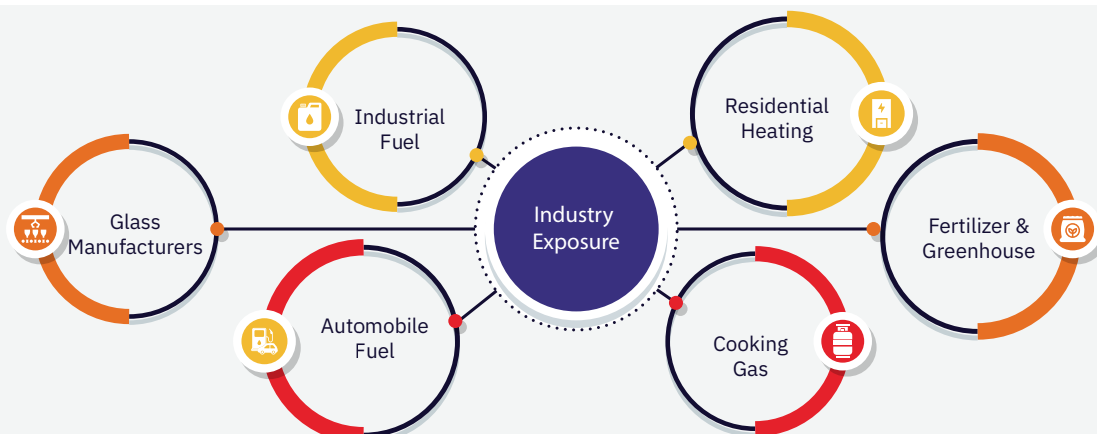 Industrial
Fuel
Residential
Heating
Glass
Manufacturers
Industry
Exposure
Fertilizer &
Greenhouse
Automobile
Fuel
Cooking
Gas